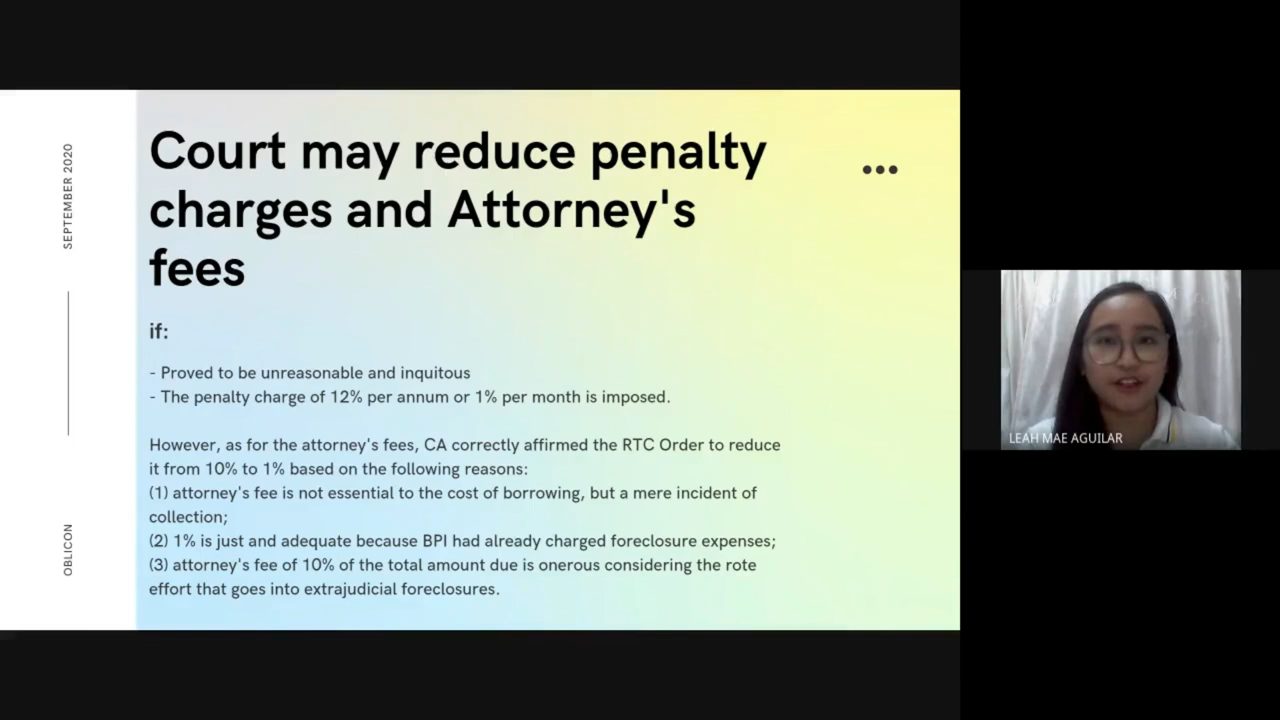 SEPTEMBER 2020
OBLICON
Court may reduce penalty
charges and Attorney's
fees
if:
- Proved to be unreasonable and inquitous
- The penalty charge of 12% per annum or 1% per month is imposed.
However, as for the attorney's fees, CA correctly affirmed the RTC Order to reduce
it from 10% to 1% based on the following reasons:
(1) attorney's fee is not essential to the cost of borrowing, but a mere incident of
collection;
(2) 1% is just and adequate because BPI had already charged foreclosure expenses;
(3) attorney's fee of 10% of the total amount due is onerous considering the rote
effort that goes into extrajudicial foreclosures.
LEAH MAE AGUILAR